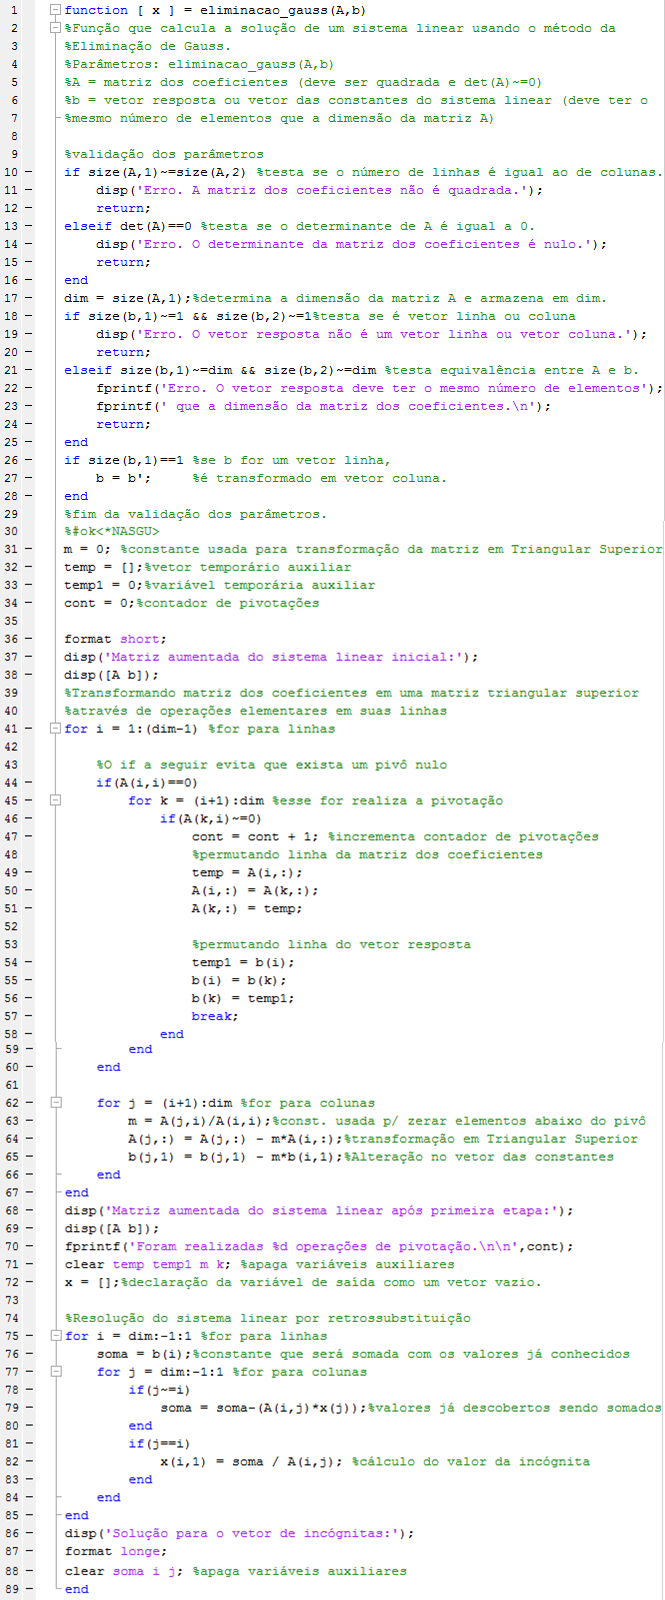 1 function [ x ] = eliminacao_gauss(A,b)
2 %Função que calcula a solução de um sistema linear usando o método da
3 %Eliminação de Gauss.
4 %Parâmetros: eliminacao_gauss(A,b)
5 %A = matriz dos coeficientes (deve ser quadrada e det(A)~=0)
6 %b = vetor resposta ou vetor das constantes do sistema linear (deve ter o
7 %mesmo número de elementos que a dimensão da matriz A)
8
9 %validação dos parâmetros
10 – if size(A,1)~=size(A,2) %testa se o número de linhas é igual ao de colunas.
11 – disp('Erro. A matriz dos coeficientes não é quadrada.');
12 – return;
13 – elseif det(A)==0 %testa se o determinante de A é igual a 0.
14 – disp('Erro. O determinante da matriz dos coeficientes é nulo.');
15 – return;
16 – end
17 – dim = size(A,1);%determina a dimensão da matriz A e armazena em dim.
18 – if size(b,1)~=1 && size(b,2)~=1%testa se é vetor linha ou coluna
19 – disp('Erro. O vetor resposta não é um vetor linha ou vetor coluna.');
20 – return;
21 – elseif size(b,1)~=dim && size(b,2)~=dim %testa equivalência entre A e b.
22 – fprintf('Erro. O vetor resposta deve ter o mesmo número de elementos');
23 – fprintf(' que a dimensão da matriz dos coeficientes.\n');
24 – return;
25 – end
26 – if size(b,1)==1 %se b for um vetor linha,
27 – b = b'; %é transformado em vetor coluna.
28 – end
29 %fim da validação dos parâmetros.
30 %#ok<*NASGU>
31 – m = 0; %constante usada para transformação da matriz em Triangular Superior
32 – temp = [];%vetor temporário auxiliar
33 – temp1 = 0;%variável temporária auxiliar
34 – cont = 0;%contador de pivotações
35
36 – format short;
37 – disp('Matriz aumentada do sistema linear inicial:');
38 – disp([A b]);
39 %Transformando matriz dos coeficientes em uma matriz triangular superior
40 %através de operações elementares em suas linhas
41 – for i = 1:(dim-1) %for para linhas
42
43 %O if a seguir evita que exista um pivô nulo
44 – if(A(i,i)==0)
45 – for k = (i+1):dim %esse for realiza a pivotação
46 – if(A(k,i)~=0)
47 – cont = cont + 1; %incrementa contador de pivotações
48 %permutando linha da matriz dos coeficientes
49 – temp = A(i,:);
50 – A(i,:) = A(k,:);
51 – A(k,:) = temp;
52
53 %permutando linha do vetor resposta
54 – temp1 = b(i);
55 – b(i) = b(k);
56 – b(k) = temp1;
57 – break;
58 – end
59 – end
60 – end
61
62 – for j = (i+1):dim %for para colunas
63 – m = A(j,i)/A(i,i);%const. usada p/ zerar elementos abaixo do pivô
64 – A(j,:) = A(j,:) - m*A(i,:);%transformação em Triangular Superior
65 – b(j,1) = b(j,1) - m*b(i,1);%Alteração no vetor das constantes
66 – end
67 – end
68 – disp('Matriz aumentada do sistema linear após primeira etapa:');
69 – disp([A b]);
70 – fprintf('Foram realizadas %d operações de pivotação.\n\n',cont);
71 – clear temp temp1 m k; %apaga variáveis auxiliares
72 – x = [];%declaração da variável de saída como um vetor vazio.
73
74 %Resolução do sistema linear por retrossubstituição
75 – for i = dim:-1:1 %for para linhas
76 – soma = b(i);%constante que será somada com os valores já conhecidos
77 – for j = dim:-1:1 %for para colunas
78 – if(j~=i)
79 – soma = soma-(A(i,j)*x(j));%valores já descobertos sendo somados
80 – end
81 – if(j==i)
82 – x(i,1) = soma / A(i,j); %cálculo do valor da incógnita
83 – end
84 – end
85 – end
86 – disp('Solução para o vetor de incógnitas:');
87 – format longe;
88 – clear soma i j; %apaga variáveis auxiliares
89 – end